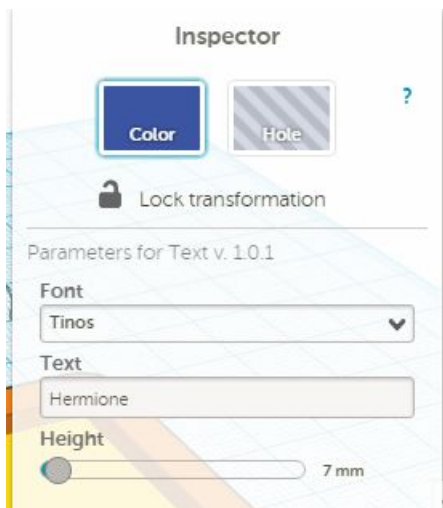 Inspector
?
Color Hole
Lock transformation
Parameters for Text v. 1.0.1
Font
Tinos
Text
Hermione
Height
7 mm